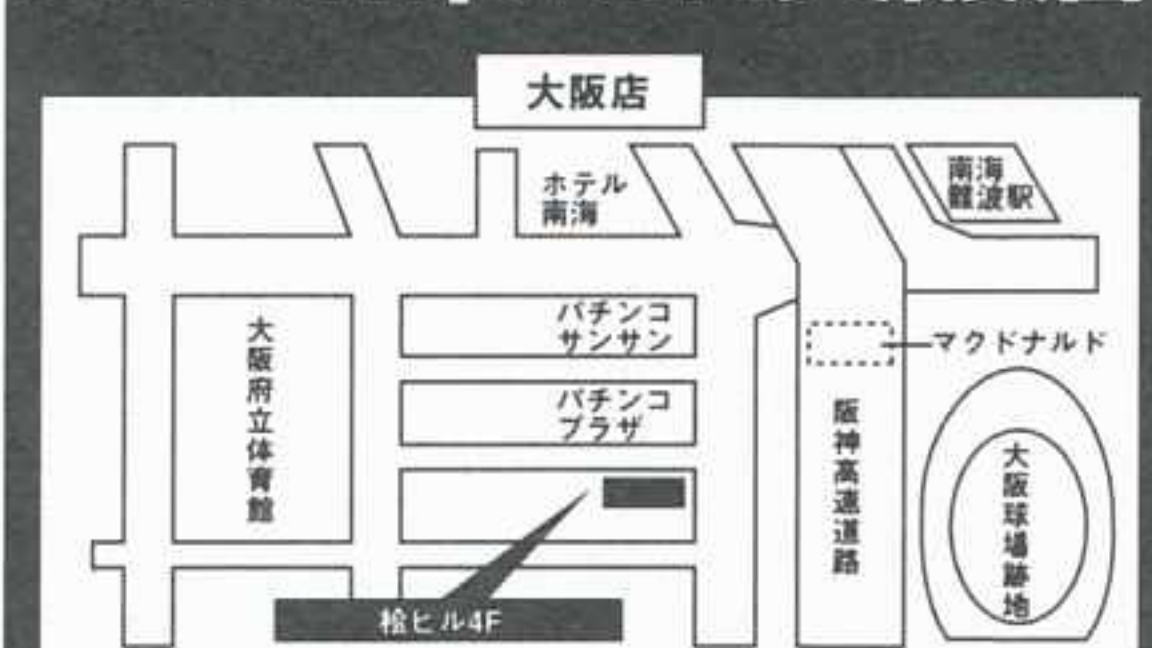 大阪店
ホテル
南海
南海
難波駅
パチンコ
サンサン
マクドナルド
大阪府立体育館
パチンコ
プラザ
阪神高速道路
大阪球場跡地
桧ビル4F